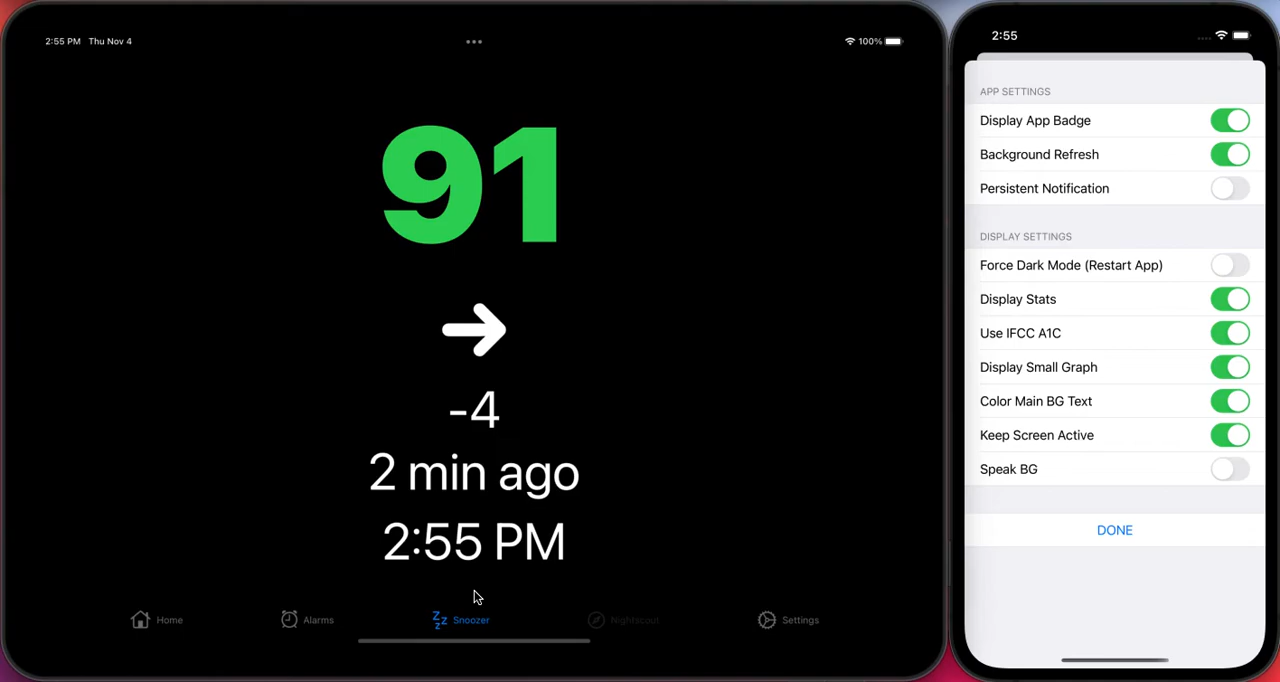 2:55 PM Thu Nov 4
100%
91
-4
2 min ago
2:55 PM
Home
Alarms
Snoozer
Nightscout
Settings
2:55
APP SETTINGS
Display App Badge
Background Refresh
Persistent Notification
DISPLAY SETTINGS
Force Dark Mode (Restart App)
Display Stats
Use IFCC A1C
Display Small Graph
Color Main BG Text
Keep Screen Active
Speak BG
DONE